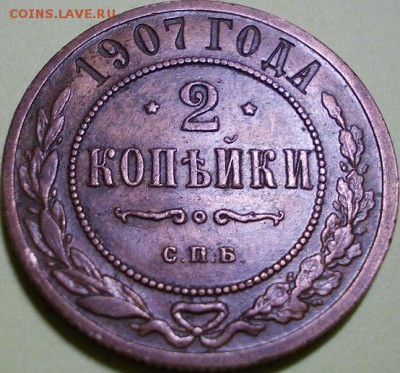 COINS.LAVE.RU
1907 ГОДА
2
КОПѢЙКИ
С.П.Б.